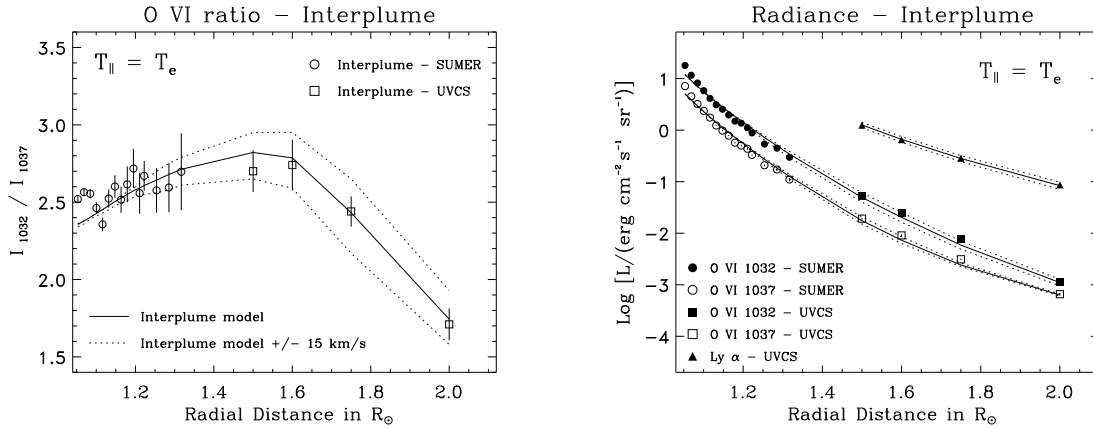 O VI ratio – Interplume
3.5
3.0
2.5
2.0
1.5
I 1032 / I 1037
T∥ = Te
Interplume – SUMER
Interplume – UVCS
Interplume model
Interplume model +/– 15 km/s
1.2 1.4 1.6 1.8 2.0
Radial Distance in R⊙
Radiance – Interplume
1
0
–1
–2
–3
–4
Log [L/(erg cm⁻² s⁻¹ sr⁻¹)]
T∥ = Te
O VI 1032 – SUMER
O VI 1037 – SUMER
O VI 1032 – UVCS
O VI 1037 – UVCS
Ly α – UVCS
1.2 1.4 1.6 1.8 2.0
Radial Distance in R⊙